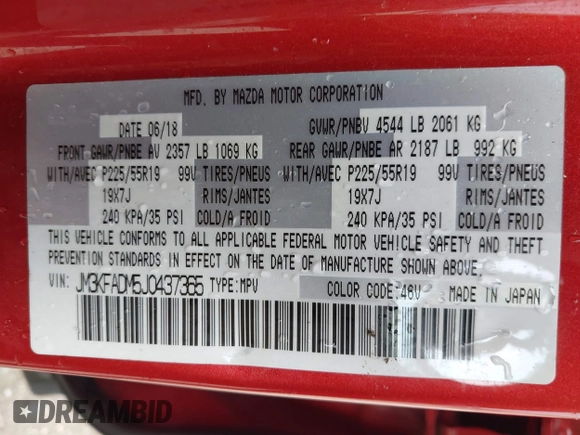 MFD. BY MAZDA MOTOR CORPORATION
DATE 06/18 GVWR/PNBV 4544 LB 2061 KG
FRONT GAWR/PNBE AV 2357 LB 1069 KG REAR GAWR/PNBE AR 2187 LB 992 KG
WITH/AVEC P225/55R19 99V TIRES/PNEUS WITH/AVEC P225/55R19 99V TIRES/PNEUS
19X7J RIMS/JANTES 19X7J RIMS/JANTES
240 KPA/35 PSI COLD/A FROID 240 KPA/35 PSI COLD/A FROID
THIS VEHICLE CONFORMS TO ALL APPLICABLE FEDERAL MOTOR VEHICLE SAFETY AND THEFT
PREVENTION STANDARDS IN EFFECT ON THE DATE OF MANUFACTURE SHOWN ABOVE.
VIN: JM3KFADM5J0437365 TYPE:MPV COLOR CODE:46V MADE IN JAPAN
DREAMBID